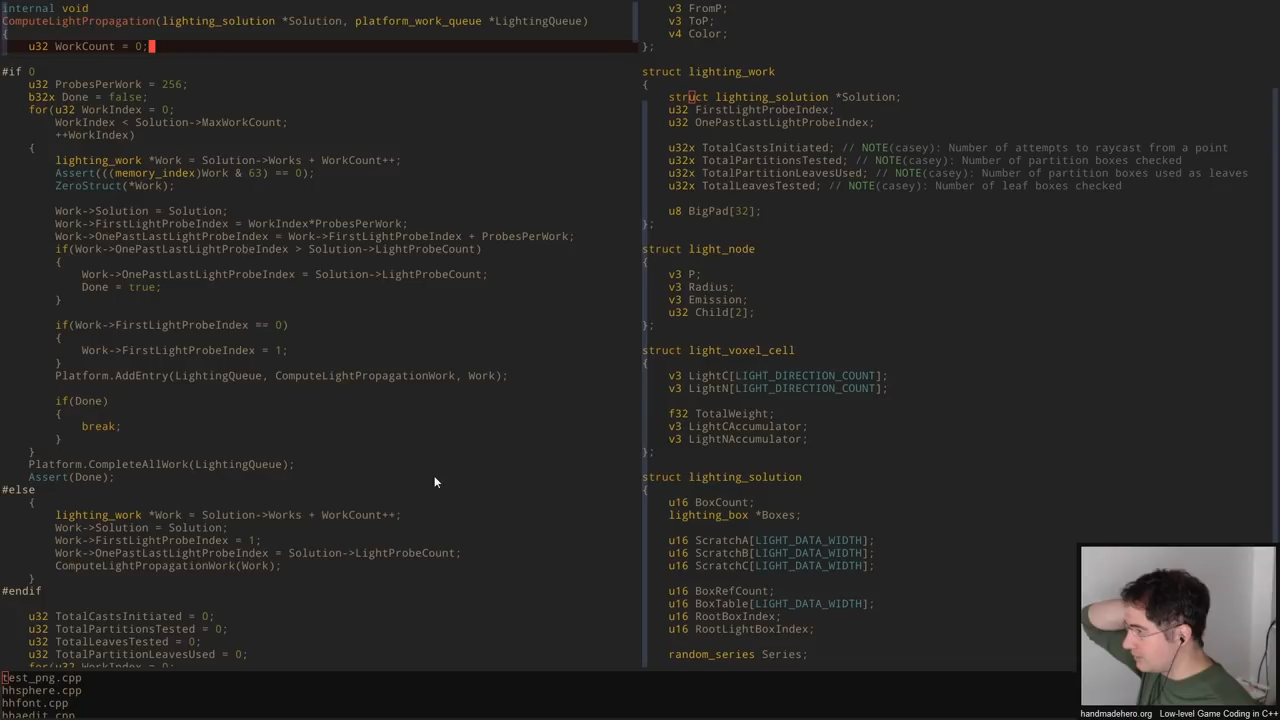 internal void
ComputeLightPropagation(lighting_solution *Solution, platform_work_queue *LightingQueue)
{
u32 WorkCount = 0;
#if 0
u32 ProbesPerWork = 256;
b32x Done = false;
for(u32 WorkIndex = 0;
WorkIndex < Solution->MaxWorkCount;
++WorkIndex)
{
lighting_work *Work = Solution->Works + WorkCount++;
Assert(((memory_index)Work & 63) == 0);
ZeroStruct(*Work);
Work->Solution = Solution;
Work->FirstLightProbeIndex = WorkIndex*ProbesPerWork;
Work->OnePastLastLightProbeIndex = Work->FirstLightProbeIndex + ProbesPerWork;
if(Work->OnePastLastLightProbeIndex > Solution->LightProbeCount)
{
Work->OnePastLastLightProbeIndex = Solution->LightProbeCount;
Done = true;
}
if(Work->FirstLightProbeIndex == 0)
{
Work->FirstLightProbeIndex = 1;
}
Platform.AddEntry(LightingQueue, ComputeLightPropagationWork, Work);
if(Done)
{
break;
}
}
Platform.CompleteAllWork(LightingQueue);
Assert(Done);
#else
{
lighting_work *Work = Solution->Works + WorkCount++;
Work->Solution = Solution;
Work->FirstLightProbeIndex = 1;
Work->OnePastLastLightProbeIndex = Solution->LightProbeCount;
ComputeLightPropagationWork(Work);
}
#endif
u32 TotalCastsInitiated = 0;
u32 TotalPartitionsTested = 0;
u32 TotalLeavesTested = 0;
u32 TotalPartitionLeavesUsed = 0;
for(u32 WorkIndex = 0;
v3 FromP;
v3 ToP;
v4 Color;
};
struct lighting_work
{
struct lighting_solution *Solution;
u32 FirstLightProbeIndex;
u32 OnePastLastLightProbeIndex;
u32x TotalCastsInitiated; // NOTE(casey): Number of attempts to raycast from a point
u32x TotalPartitionsTested; // NOTE(casey): Number of partition boxes checked
u32x TotalPartitionLeavesUsed; // NOTE(casey): Number of partition boxes used as leaves
u32x TotalLeavesTested; // NOTE(casey): Number of leaf boxes checked
u8 BigPad[32];
};
struct light_node
{
v3 P;
v3 Radius;
v3 Emission;
u32 Child[2];
};
struct light_voxel_cell
{
v3 LightC[LIGHT_DIRECTION_COUNT];
v3 LightN[LIGHT_DIRECTION_COUNT];
f32 TotalWeight;
v3 LightCAccumulator;
v3 LightNAccumulator;
};
struct lighting_solution
{
u16 BoxCount;
lighting_box *Boxes;
u16 ScratchA[LIGHT_DATA_WIDTH];
u16 ScratchB[LIGHT_DATA_WIDTH];
u16 ScratchC[LIGHT_DATA_WIDTH];
u16 BoxRefCount;
u16 BoxTable[LIGHT_DATA_WIDTH];
u16 RootBoxIndex;
u16 RootLightBoxIndex;
random_series Series;
test_png.cpp
hhsphere.cpp
hhfont.cpp
hhaedit.cpp
handmadehero.org Low-level Game Coding in C++